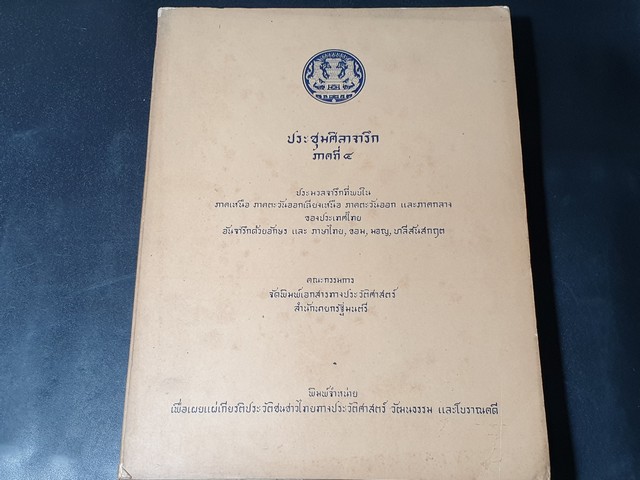 ประชุมศิลาจารึก
ภาคที่ ๔
ประมวลจารึกที่พบใน
ภาคเหนือ ภาคตะวันออกเฉียงเหนือ ภาคตะวันออก และภาคกลาง
ของประเทศไทย
อันจารึกด้วยอักษร และ ภาษาไทย, ขอม, มอญ, บาลีสันสกฤต
คณะกรรมการ
จัดพิมพ์เอกสารทางประวัติศาสตร์
สำนักนายกรัฐมนตรี
พิมพ์จำหน่าย
เพื่อเผยแผ่เกียรติประวัติชนชาวไทยทางประวัติศาสตร์ วัฒนธรรม และโบราณคดี